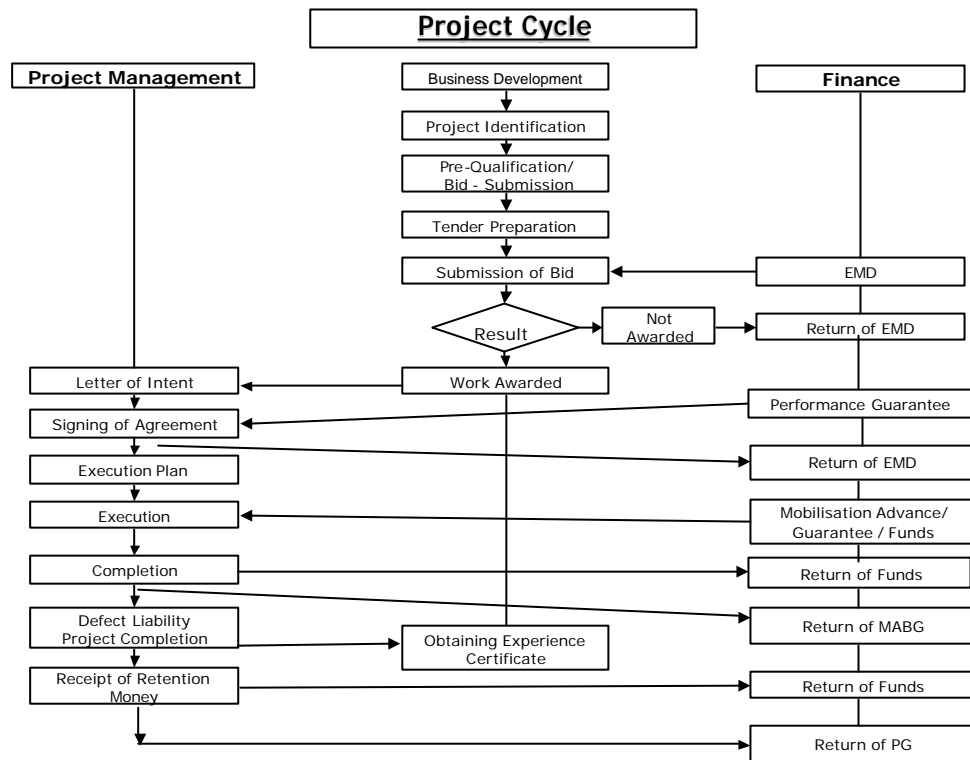 Project Cycle
Project Management
Business Development
Finance
Project Identification
Pre-Qualification/
Bid - Submission
Tender Preparation
Submission of Bid
EMD
Result
Not
Awarded
Return of EMD
Letter of Intent
Work Awarded
Performance Guarantee
Signing of Agreement
Return of EMD
Execution Plan
Mobilisation Advance/
Guarantee / Funds
Execution
Completion
Return of Funds
Defect Liability
Project Completion
Return of MABG
Obtaining Experience
Certificate
Receipt of Retention
Money
Return of Funds
Return of PG